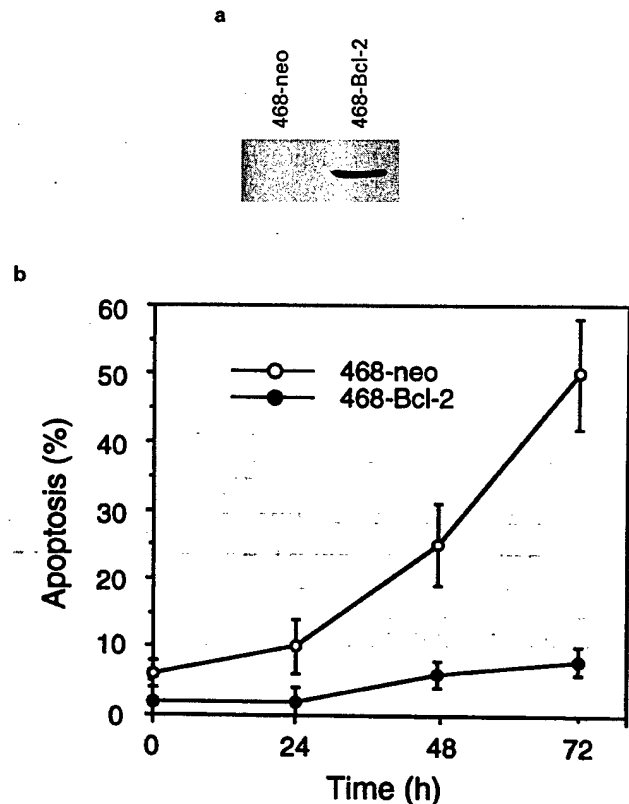 a
468-neo
468-Bcl-2
b
60
50
40
30
20
10
0
Apoptosis (%)
468-neo
468-Bcl-2
0 24 48 72
Time (h)